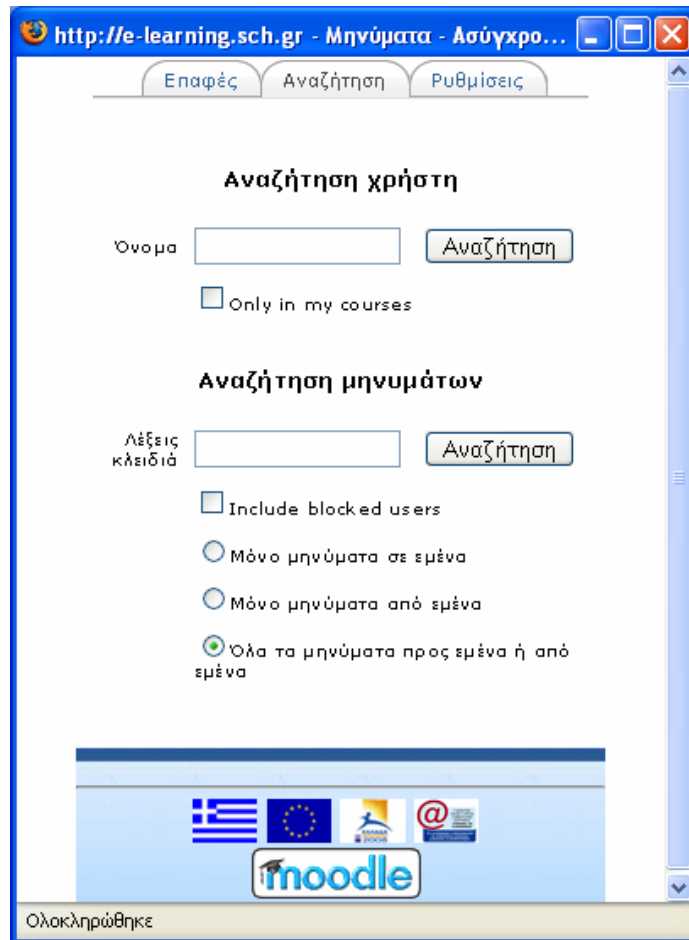 http://e-learning.sch.gr - Μηνύματα - Ασύγχρο...
Επαφές Αναζήτηση Ρυθμίσεις
Αναζήτηση χρήστη
Όνομα Αναζήτηση
Only in my courses
Αναζήτηση μηνυμάτων
Λέξεις
κλειδιά Αναζήτηση
Include blocked users
Μόνο μηνύματα σε εμένα
Μόνο μηνύματα από εμένα
Όλα τα μηνύματα προς εμένα ή από
εμένα
moodle
Ολοκληρώθηκε